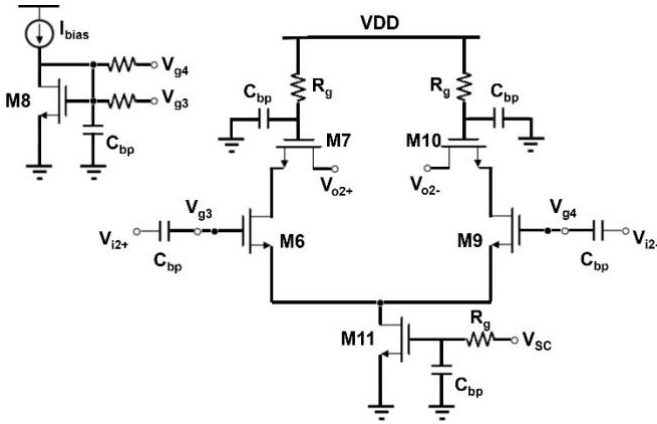 I_bias
VDD
V_g4
R_g
R_g
M8
V_g3
C_bp
C_bp
C_bp
M7
M10
V_o2+
V_o2-
V_g3
V_g4
V_i2+
M6
M9
V_i2-
C_bp
C_bp
M11
R_g
V_SC
C_bp